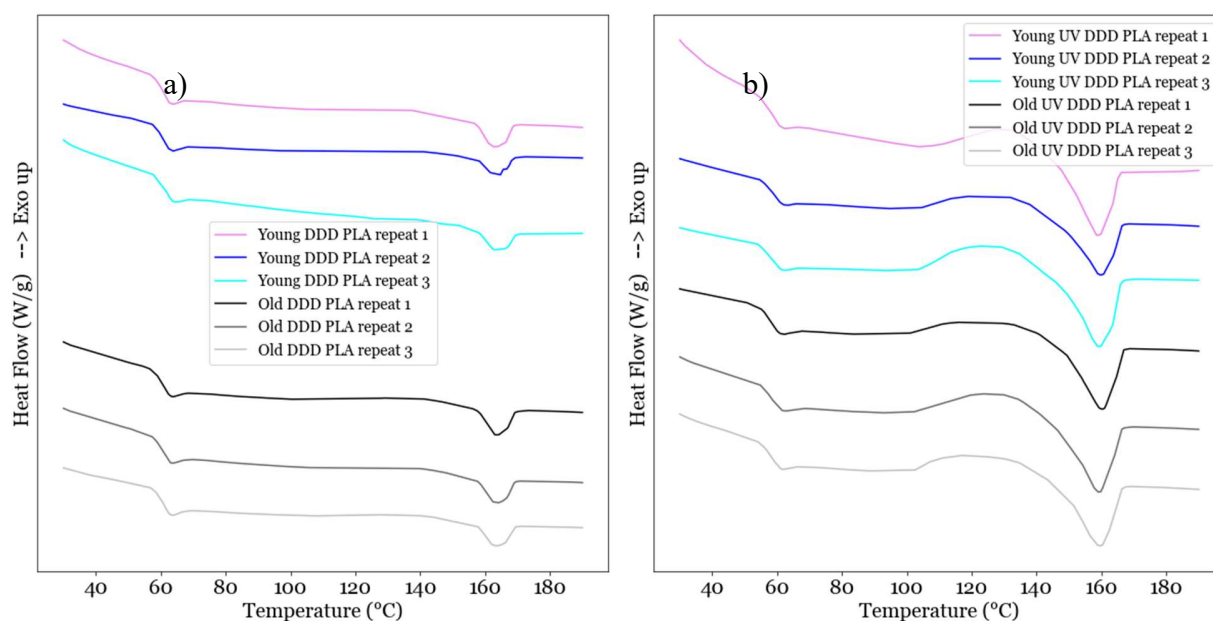 a)
Young DDD PLA repeat 1
Young DDD PLA repeat 2
Young DDD PLA repeat 3
Old DDD PLA repeat 1
Old DDD PLA repeat 2
Old DDD PLA repeat 3
Heat Flow (W/g) --> Exo up
40 60 80 100 120 140 160 180
Temperature (°C)
b)
Young UV DDD PLA repeat 1
Young UV DDD PLA repeat 2
Young UV DDD PLA repeat 3
Old UV DDD PLA repeat 1
Old UV DDD PLA repeat 2
Old UV DDD PLA repeat 3
Heat Flow (W/g) --> Exo up
40 60 80 100 120 140 160 180
Temperature (°C)